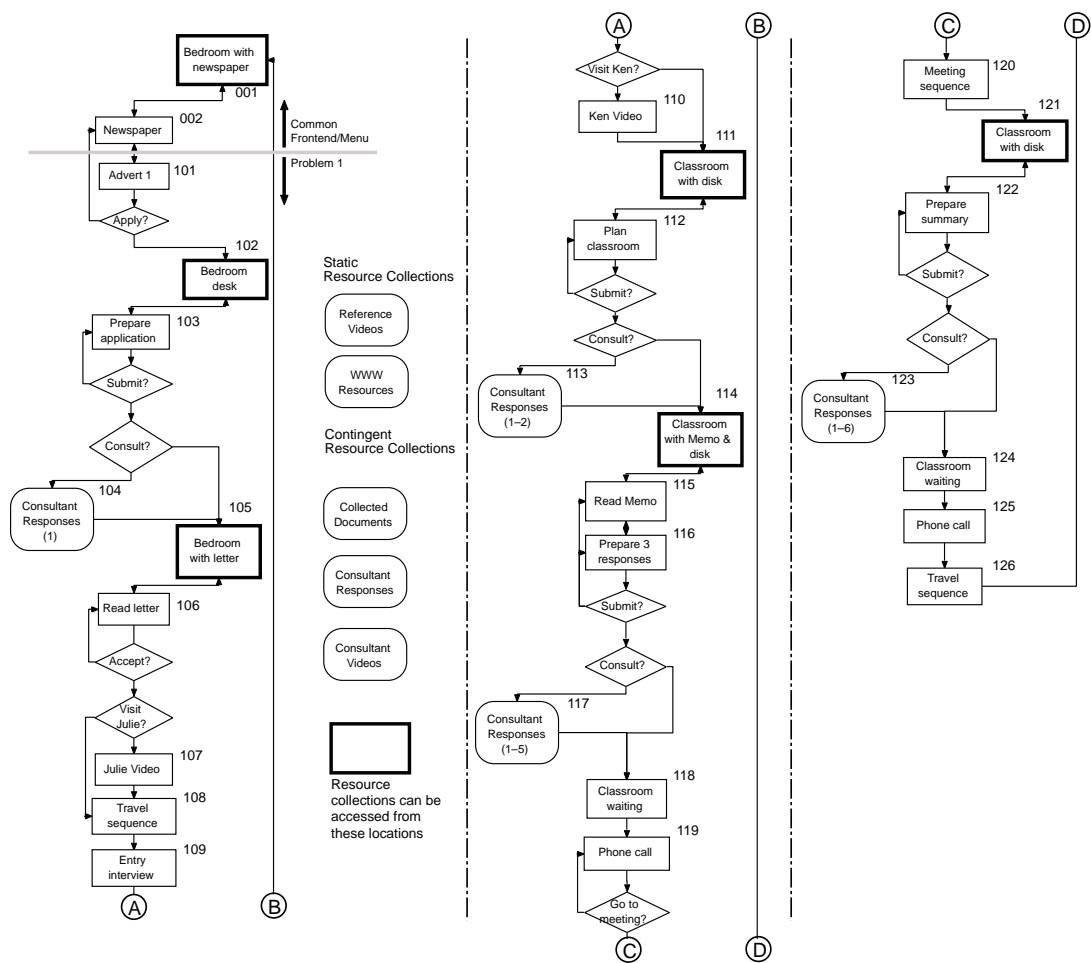 Bedroom with
newspaper
001
002
Newspaper
Common
Frontend/Menu
Problem 1
101
Advert 1
Apply?
102
Bedroom
desk
103
Prepare
application
Submit?
Consult?
104
Consultant
Responses
(1)
105
Bedroom
with letter
106
Read letter
Accept?
Visit
Julie?
107
Julie Video
108
Travel
sequence
109
Entry
interview
A
B
Static
Resource Collections
Reference
Videos
WWW
Resources
Contingent
Resource Collections
Collected
Documents
Consultant
Responses
Consultant
Videos
Resource
collections can be
accessed from
these locations
A
B
Visit Ken?
110
Ken Video
111
Classroom
with disk
112
Plan
classroom
Submit?
Consult?
113
Consultant
Responses
(1–2)
114
Classroom
with Memo &
disk
115
Read Memo
116
Prepare 3
responses
Submit?
Consult?
117
Consultant
Responses
(1–5)
118
Classroom
waiting
119
Phone call
Go to
meeting?
C
D
C
D
120
Meeting
sequence
121
Classroom
with disk
122
Prepare
summary
Submit?
Consult?
123
Consultant
Responses
(1–6)
124
Classroom
waiting
125
Phone call
126
Travel
sequence